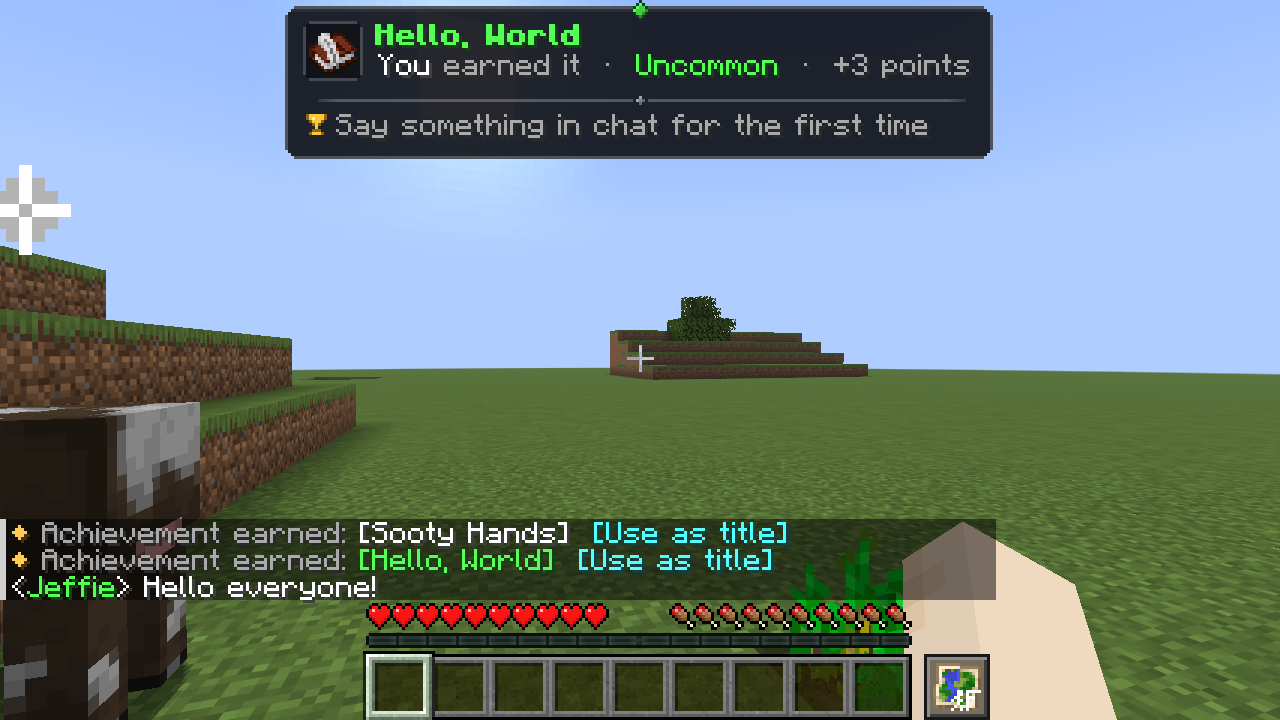 Hello, World
You earned it · Uncommon · +3 points
Say something in chat for the first time
Achievement earned: [Sooty Hands] [Use as title]
Achievement earned: [Hello, World] [Use as title]
<Jeffie> Hello everyone!